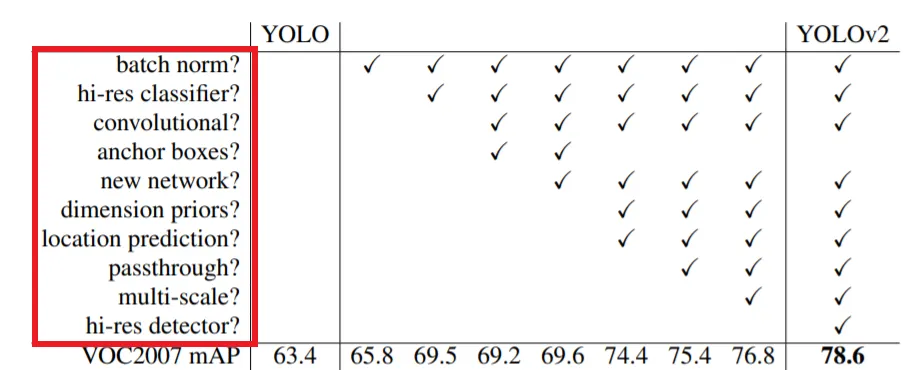 YOLO YOLOv2
batch norm? ✓ ✓ ✓ ✓ ✓ ✓ ✓ ✓
hi-res classifier? ✓ ✓ ✓ ✓ ✓ ✓ ✓
convolutional? ✓ ✓ ✓ ✓ ✓ ✓
anchor boxes? ✓ ✓
new network? ✓ ✓ ✓ ✓ ✓
dimension priors? ✓ ✓ ✓ ✓
location prediction? ✓ ✓ ✓ ✓
passthrough? ✓ ✓ ✓
multi-scale? ✓ ✓
hi-res detector? ✓
VOC2007 mAP 63.4 65.8 69.5 69.2 69.6 74.4 75.4 76.8 78.6